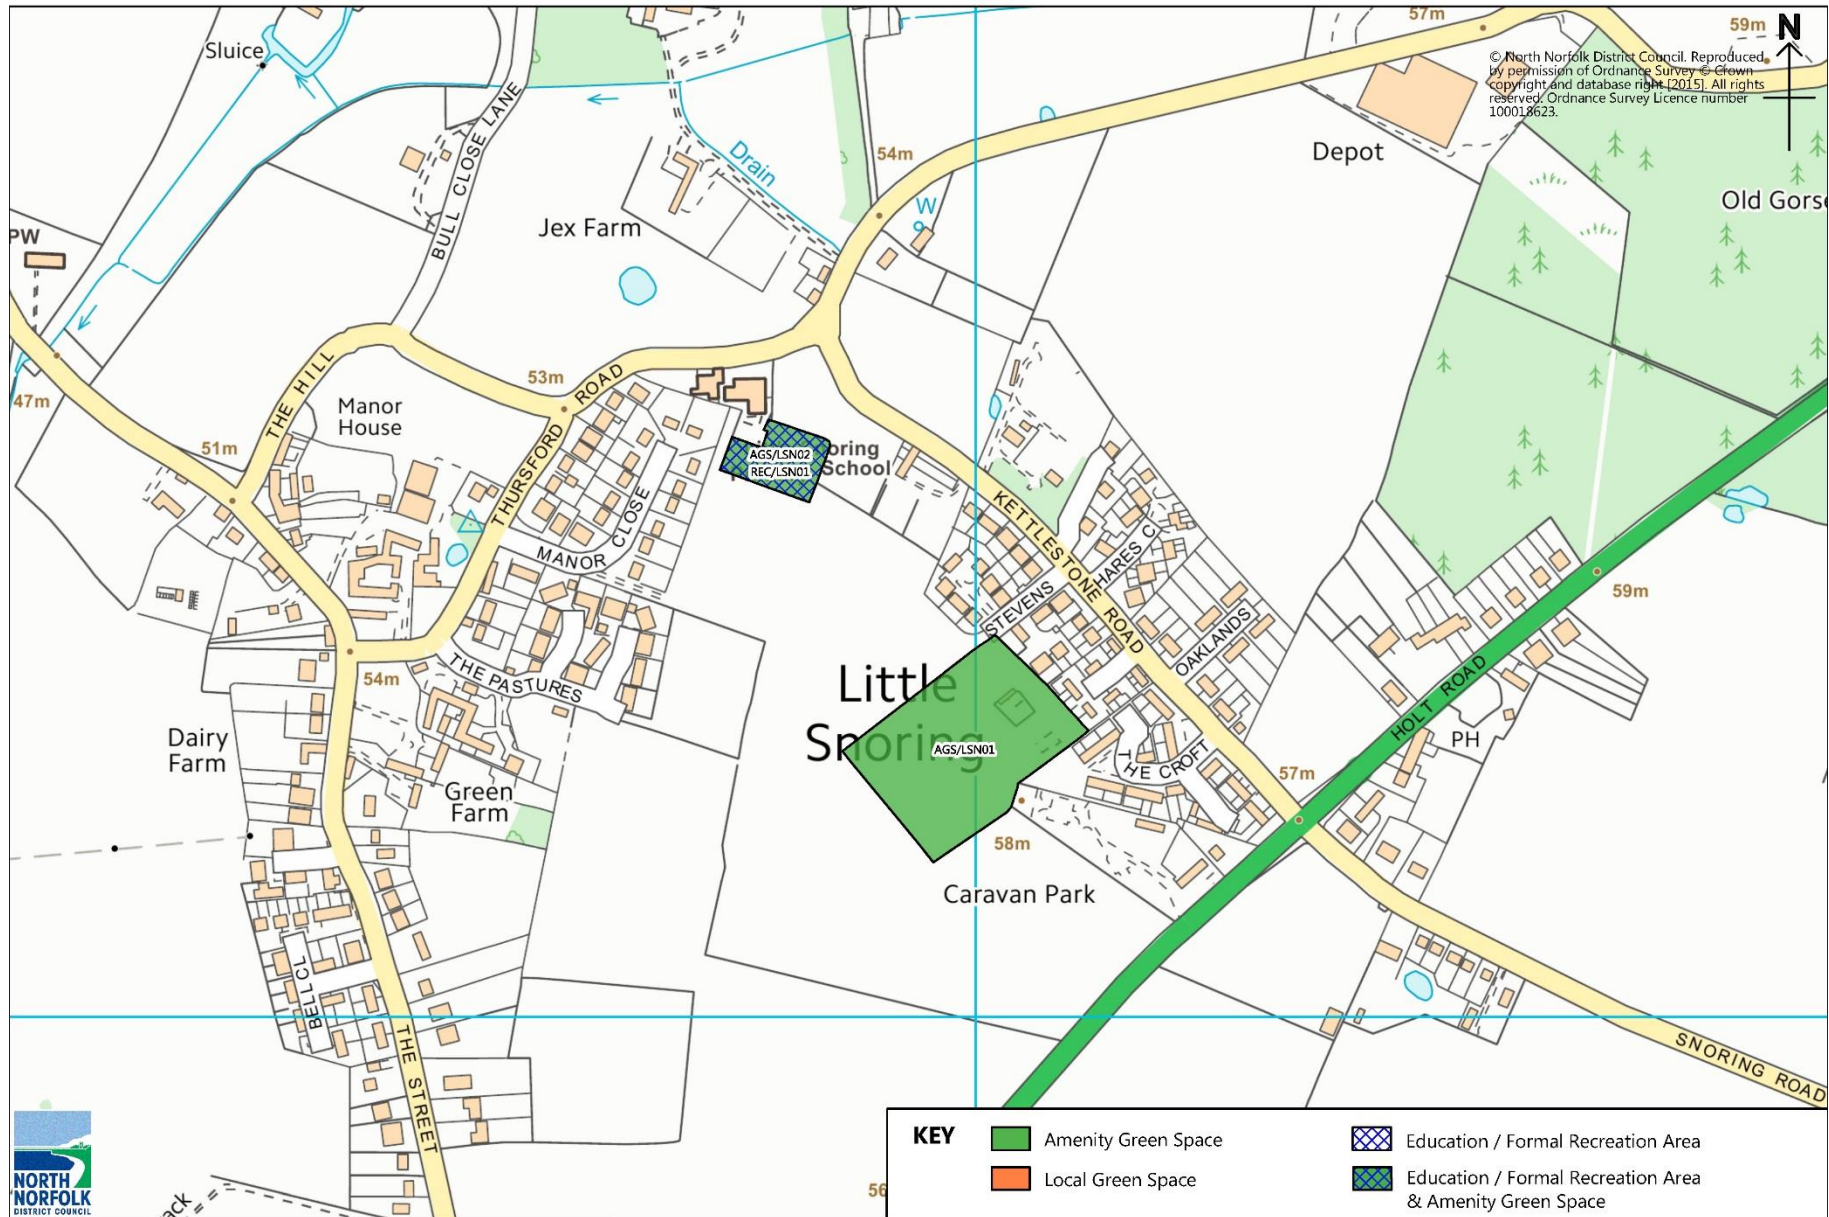 57m
59m
N
Sluice
© North Norfolk District Council. Reproduced
by permission of Ordnance Survey © Crown
copyright and database right [2015]. All rights
reserved. Ordnance Survey Licence number
100018623.
BULL CLOSE LANE
Drain
54m
Depot
Old Gorse
W
Jex Farm
PW
THE HILL
53m
ROAD
47m
Manor
House
51m
THURSFORD
AGS/LSN02
REC/LSN01
oring
School
MANOR
CLOSE
KETTLESTONE ROAD
HARES C
STEVENS
59m
OAKLANDS
54m
THE PASTURES
Little
Snoring
AGS/LSN01
HOLT ROAD
PH
Dairy
Farm
THE CROFT
57m
Green
Farm
58m
Caravan Park
BELL CL
THE STREET
SNORING ROAD
56
ack
NORTH
NORFOLK
DISTRICT COUNCIL
KEY
Amenity Green Space
Local Green Space
Education / Formal Recreation Area
Education / Formal Recreation Area
& Amenity Green Space